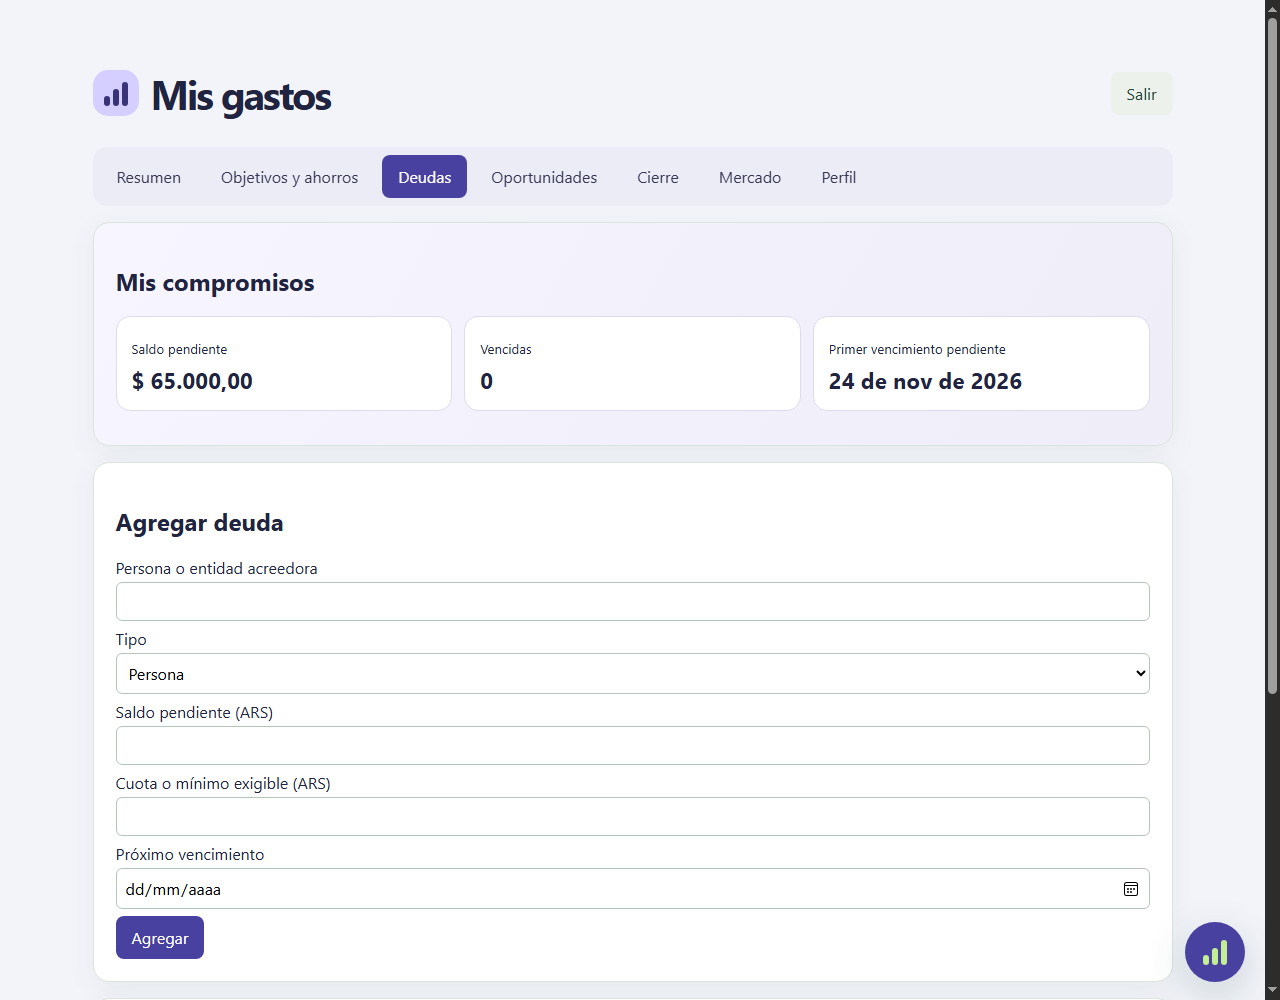 Mis gastos
Salir
Resumen Objetivos y ahorros Deudas Oportunidades Cierre Mercado Perfil
Mis compromisos
Saldo pendiente
$ 65.000,00
Vencidas
0
Primer vencimiento pendiente
24 de nov de 2026
Agregar deuda
Persona o entidad acreedora
Tipo
Persona
Saldo pendiente (ARS)
Cuota o mínimo exigible (ARS)
Próximo vencimiento
dd/mm/aaaa
Agregar